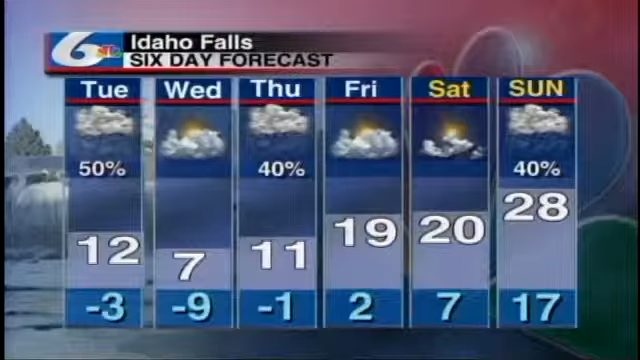 6 Idaho Falls
SIX DAY FORECAST
Tue Wed Thu Fri Sat SUN
50% 40% 40%
12 7 11 19 20 28
-3 -9 -1 2 7 17